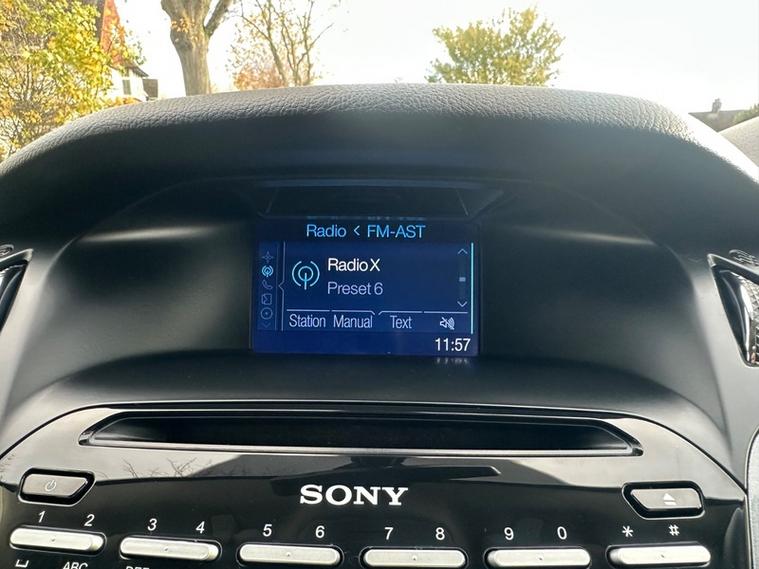 Radio < FM-AST
Radio X
Preset 6
Station Manual Text
11:57
SONY
1 2 3 4 5 6 7 8 9 0 * #
ABC